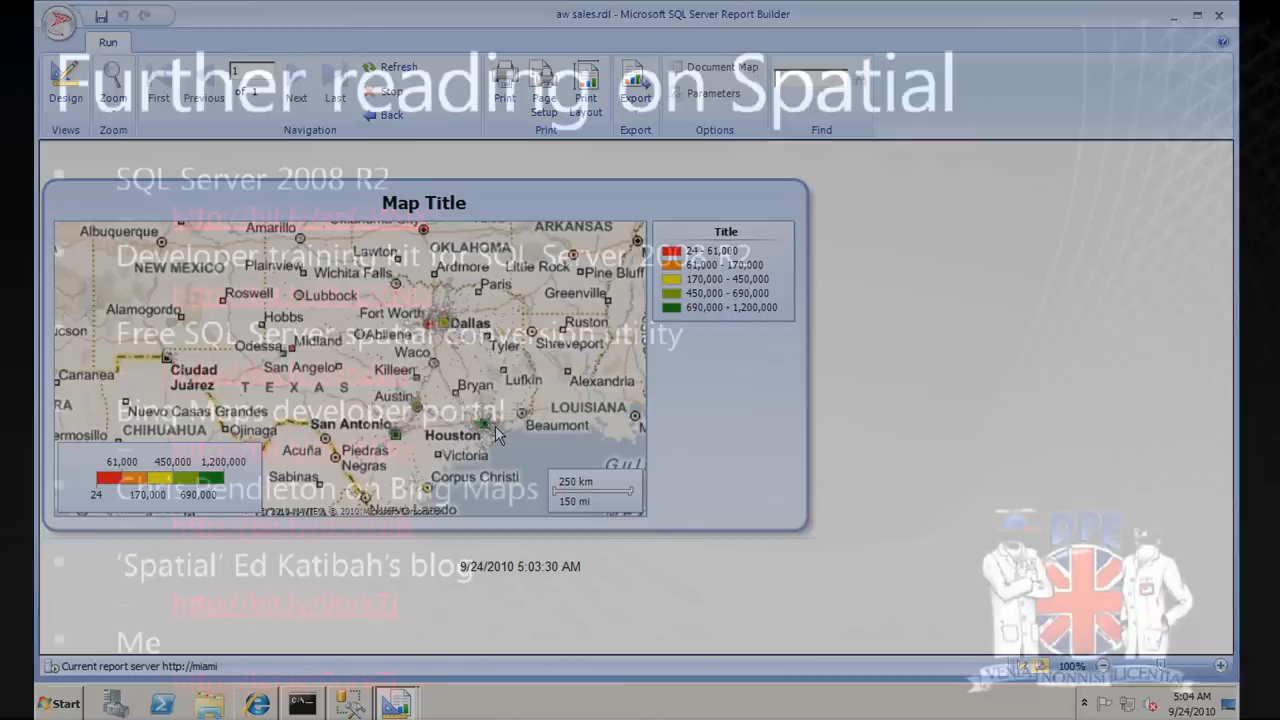 aw sales.rdl - Microsoft SQL Server Report Builder
Run
Further reading on Spatial
Design
Zoom
First
Previous
1
of 1
Next
Last
Refresh
Stop
Back
Print
Page Setup
Print Layout
Export
Document Map
Parameters
Views
Zoom
Navigation
Print
Export
Options
Find
SQL Server 2008 R2
Developer training kit for SQL Server 2008 R2
Free SQL Server spatial conversion utility
Bing Maps developer portal
Chris Pendleton on Bing Maps
‘Spatial’ Ed Katibah’s blog
http://bit.ly/9ork7j
Me
Map Title
Albuquerque
Amarillo
Oklahoma City
ARKANSAS
Lawton
OKLAHOMA
NEW MEXICO
Plainview
Wichita Falls
Ardmore
Little Rock
Pine Bluff
Roswell
Lubbock
Paris
Greenville
Alamogordo
Hobbs
Fort Worth
Dallas
Abilene
Ruston
Odessa
Midland
Waco
Tyler
Shreveport
Ciudad Juárez
San Angelo
Killeen
Lufkin
Cananea
TEXAS
Bryan
Alexandria
Austin
Nuevo Casas Grandes
LOUISIANA
CHIHUAHUA
Ojinaga
San Antonio
Houston
Beaumont
Acuña
Piedras Negras
Victoria
Sabinas
Corpus Christi
Nuevo Laredo
61,000 450,000 1,200,000
24 170,000 690,000
250 km
150 mi
Title
24 - 61,000
61,000 - 170,000
170,000 - 450,000
450,000 - 690,000
690,000 - 1,200,000
9/24/2010 5:03:30 AM
DPE
VENIA NONNISI LICENTIA
Current report server http://miami
100%
Start
5:04 AM
9/24/2010